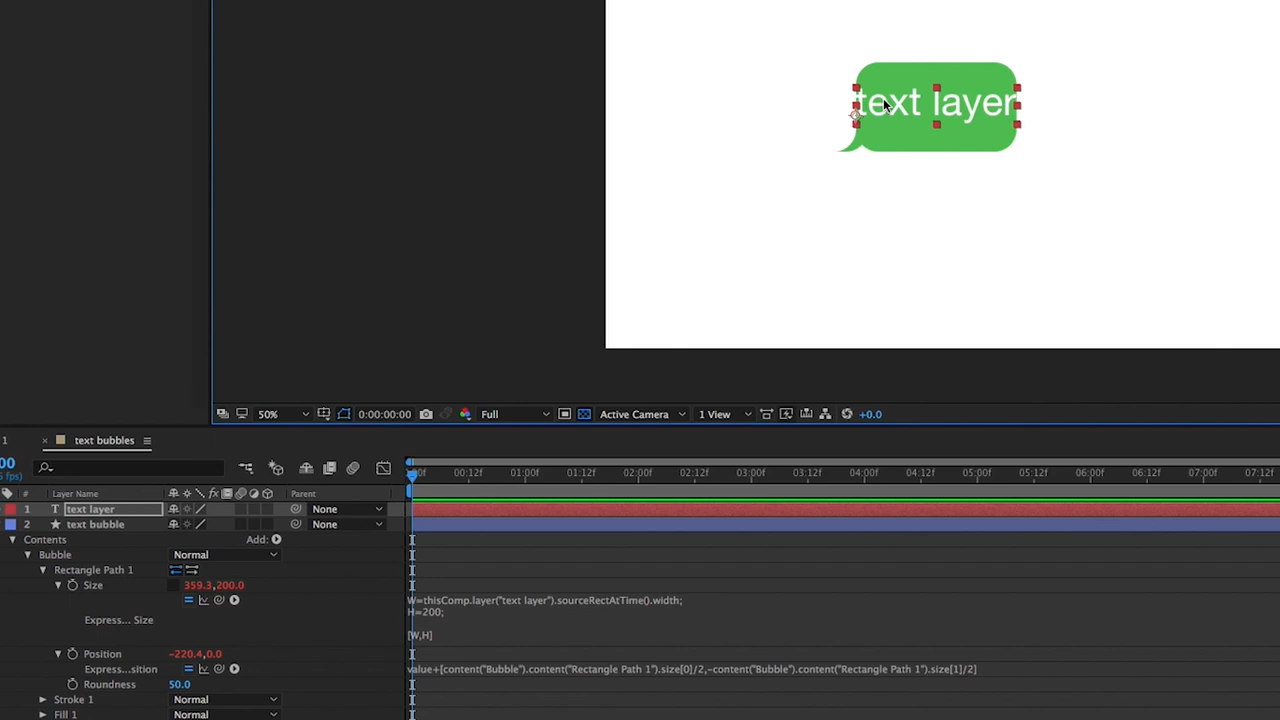 text layer
50%
0:00:00:00
Full
Active Camera
1 View
+0.0
1
text bubbles
00
fps)
00f 00:12f 01:00f 01:12f 02:00f 02:12f 03:00f 03:12f 04:00f 04:12f 05:00f 05:12f 06:00f 06:12f 07:00f 07:12f
# Layer Name fx Parent
1 T text layer None
2 text bubble None
Contents Add:
Bubble Normal
Rectangle Path 1
Size 359.3,200.0
W=thisComp.layer("text layer").sourceRectAtTime().width;
H=200;
Express... Size
[W,H]
Position -220.4,0.0
Express...sition value+[content("Bubble").content("Rectangle Path 1").size[0]/2,-content("Bubble").content("Rectangle Path 1").size[1]/2]
Roundness 50.0
Stroke 1 Normal
Fill 1 Normal